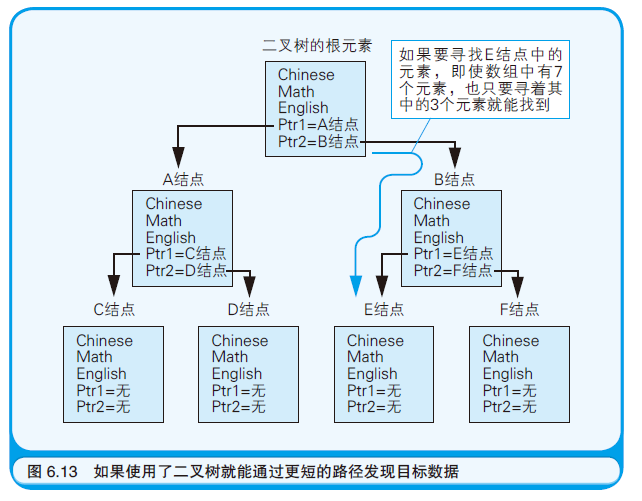 二叉树的根元素
Chinese
Math
English
Ptr1=A结点
Ptr2=B结点
如果要寻找E结点中的
元素，即使数组中有7
个元素，也只要寻着其
中的3个元素就能找到
A结点
Chinese
Math
English
Ptr1=C结点
Ptr2=D结点
B结点
Chinese
Math
English
Ptr1=E结点
Ptr2=F结点
C结点
Chinese
Math
English
Ptr1=无
Ptr2=无
D结点
Chinese
Math
English
Ptr1=无
Ptr2=无
E结点
Chinese
Math
English
Ptr1=无
Ptr2=无
F结点
Chinese
Math
English
Ptr1=无
Ptr2=无
图 6.13 如果使用了二叉树就能通过更短的路径发现目标数据